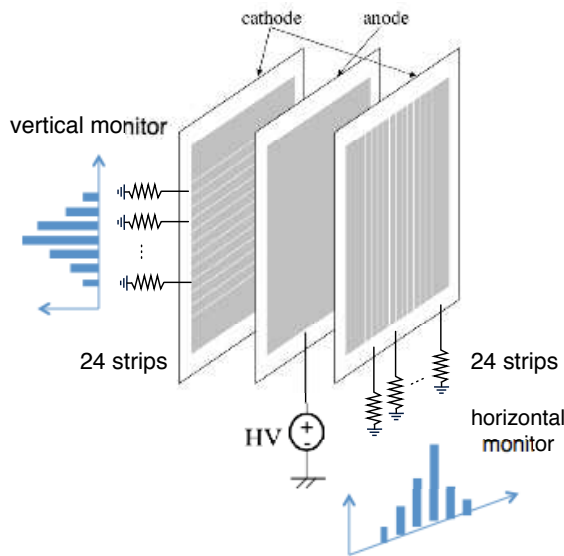 cathode
anode
vertical monitor
24 strips
24 strips
HV
+
-
horizontal
monitor